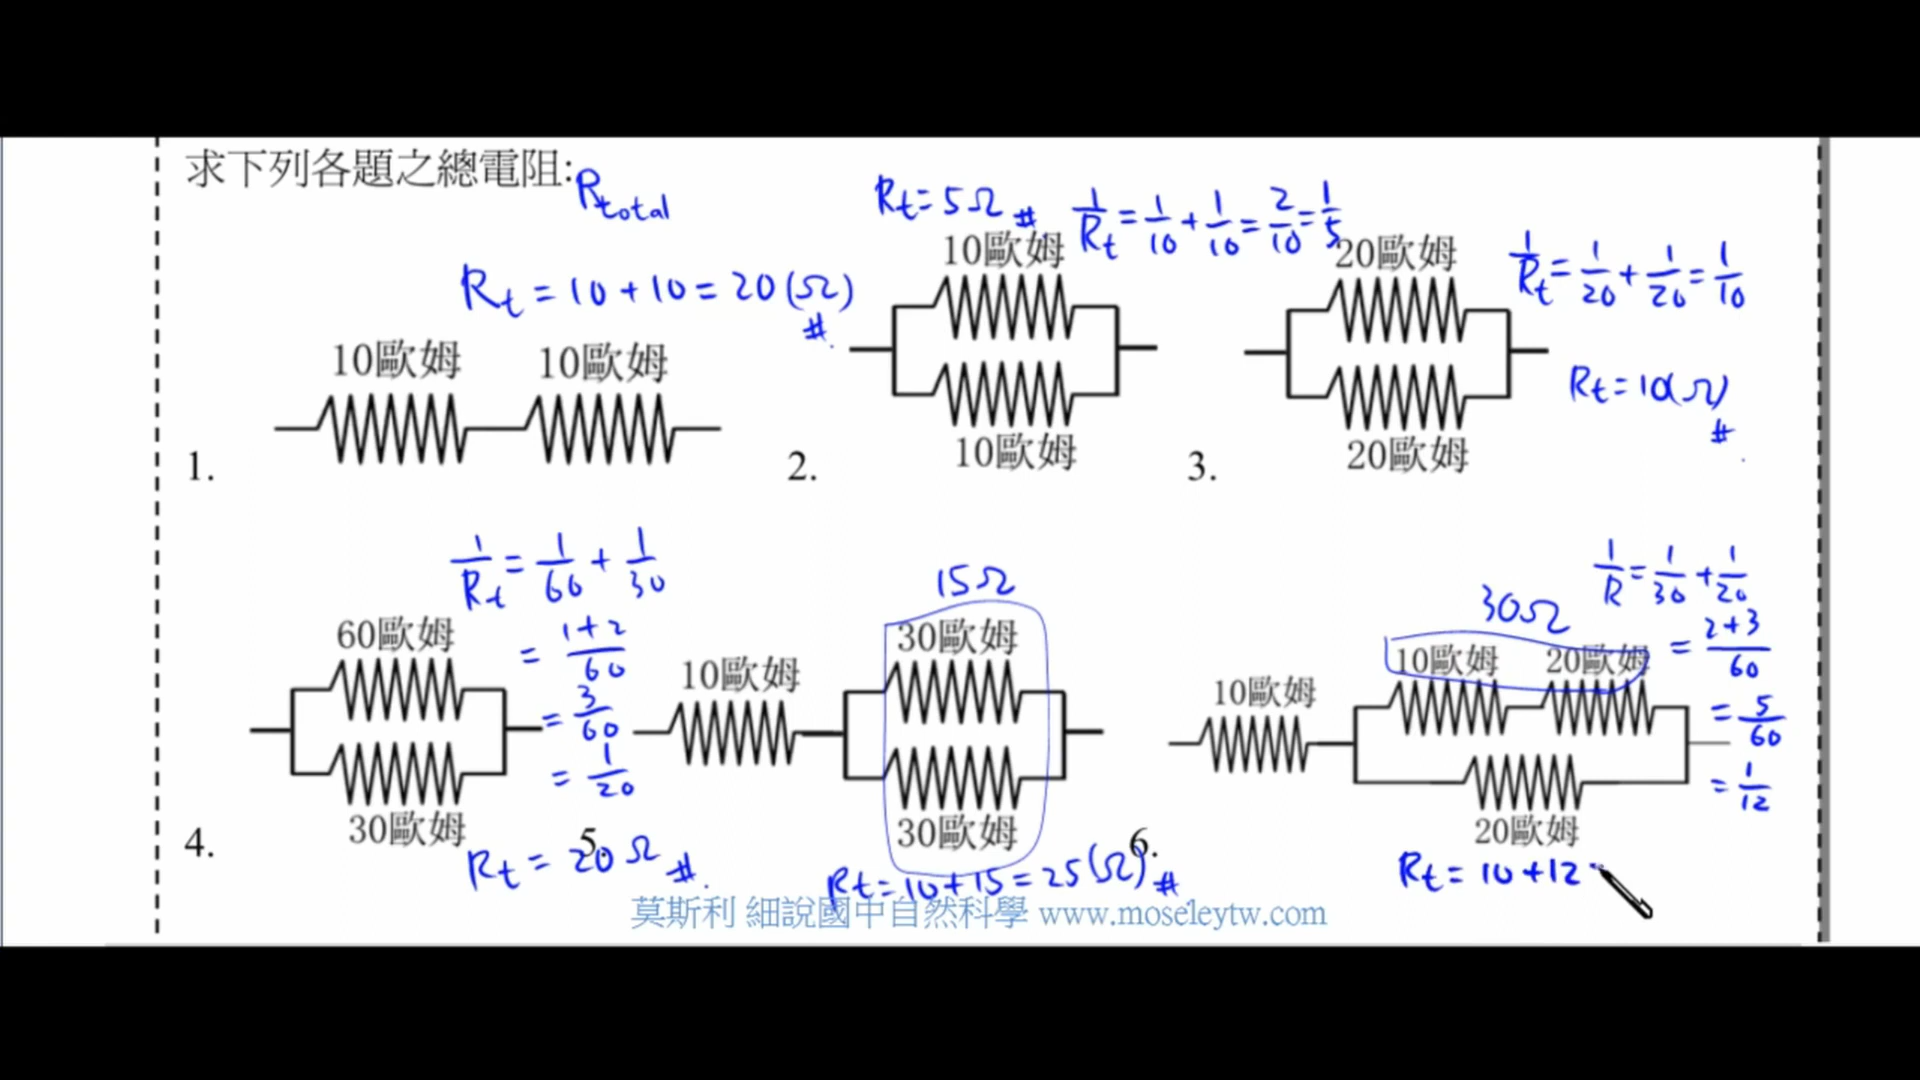 求下列各題之總電阻:
Rtotal
Rt = 10 + 10 = 20 (Ω) #
10歐姆 10歐姆
1.
Rt = 5 Ω #
1/Rt = 1/10 + 1/10 = 2/10 = 1/5
10歐姆
10歐姆
2.
20歐姆
1/Rt = 1/20 + 1/20 = 1/10
Rt = 10(Ω) #
20歐姆
3.
1/Rt = 1/60 + 1/30
= 1+2/60
= 3/60
= 1/20
60歐姆
30歐姆
4.
Rt = 20 Ω #
15Ω
10歐姆
30歐姆
30歐姆
5.
Rt = 10 + 15 = 25 (Ω) #
30Ω
1/R = 1/30 + 1/20
= 2+3/60
= 5/60
= 1/12
10歐姆
10歐姆 20歐姆
20歐姆
6.
Rt = 10 + 12
莫斯利 細說國中自然科學 www.moseleytw.com